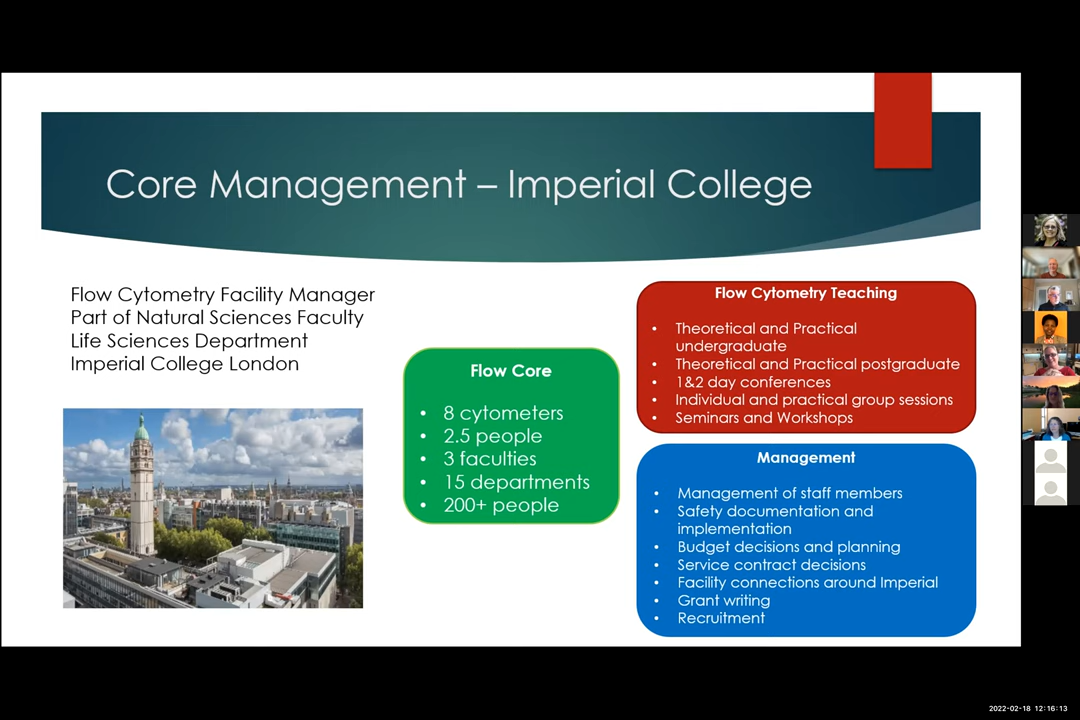 Core Management – Imperial College
Flow Cytometry Facility Manager
Part of Natural Sciences Faculty
Life Sciences Department
Imperial College London
Flow Core
• 8 cytometers
• 2.5 people
• 3 faculties
• 15 departments
• 200+ people
Flow Cytometry Teaching
• Theoretical and Practical
undergraduate
• Theoretical and Practical postgraduate
• 1&2 day conferences
• Individual and practical group sessions
• Seminars and Workshops
Management
• Management of staff members
• Safety documentation and
implementation
• Budget decisions and planning
• Service contract decisions
• Facility connections around Imperial
• Grant writing
• Recruitment
2022-02-18 12:16:13